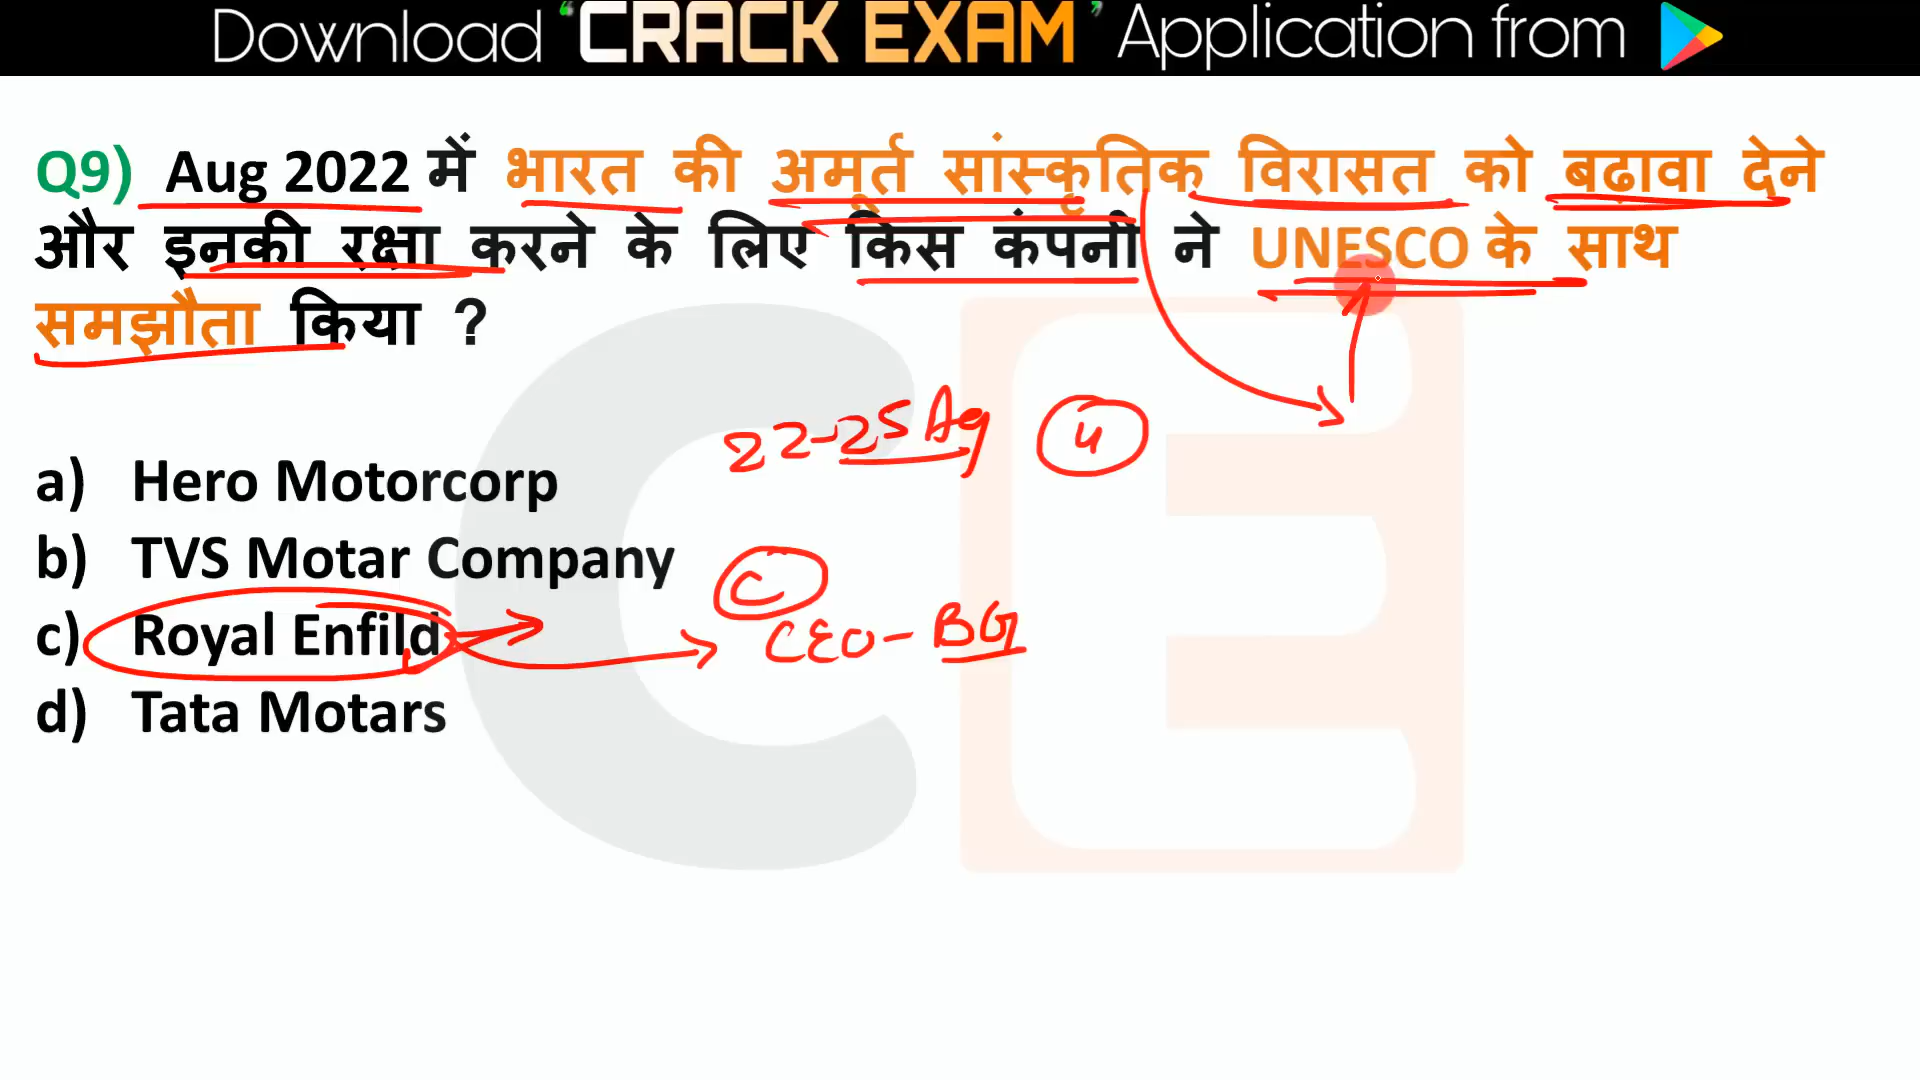 Download ‘CRACK EXAM’ Application from
Q9) Aug 2022 में भारत की अमूर्त सांस्कृतिक विरासत को बढ़ावा देने
और इनकी रक्षा करने के लिए किस कंपनी ने UNESCO के साथ
समझौता किया ?
22-25 Ag 4
a) Hero Motorcorp
b) TVS Motar Company
C
c) Royal Enfild
CEO - BG
d) Tata Motars
CE